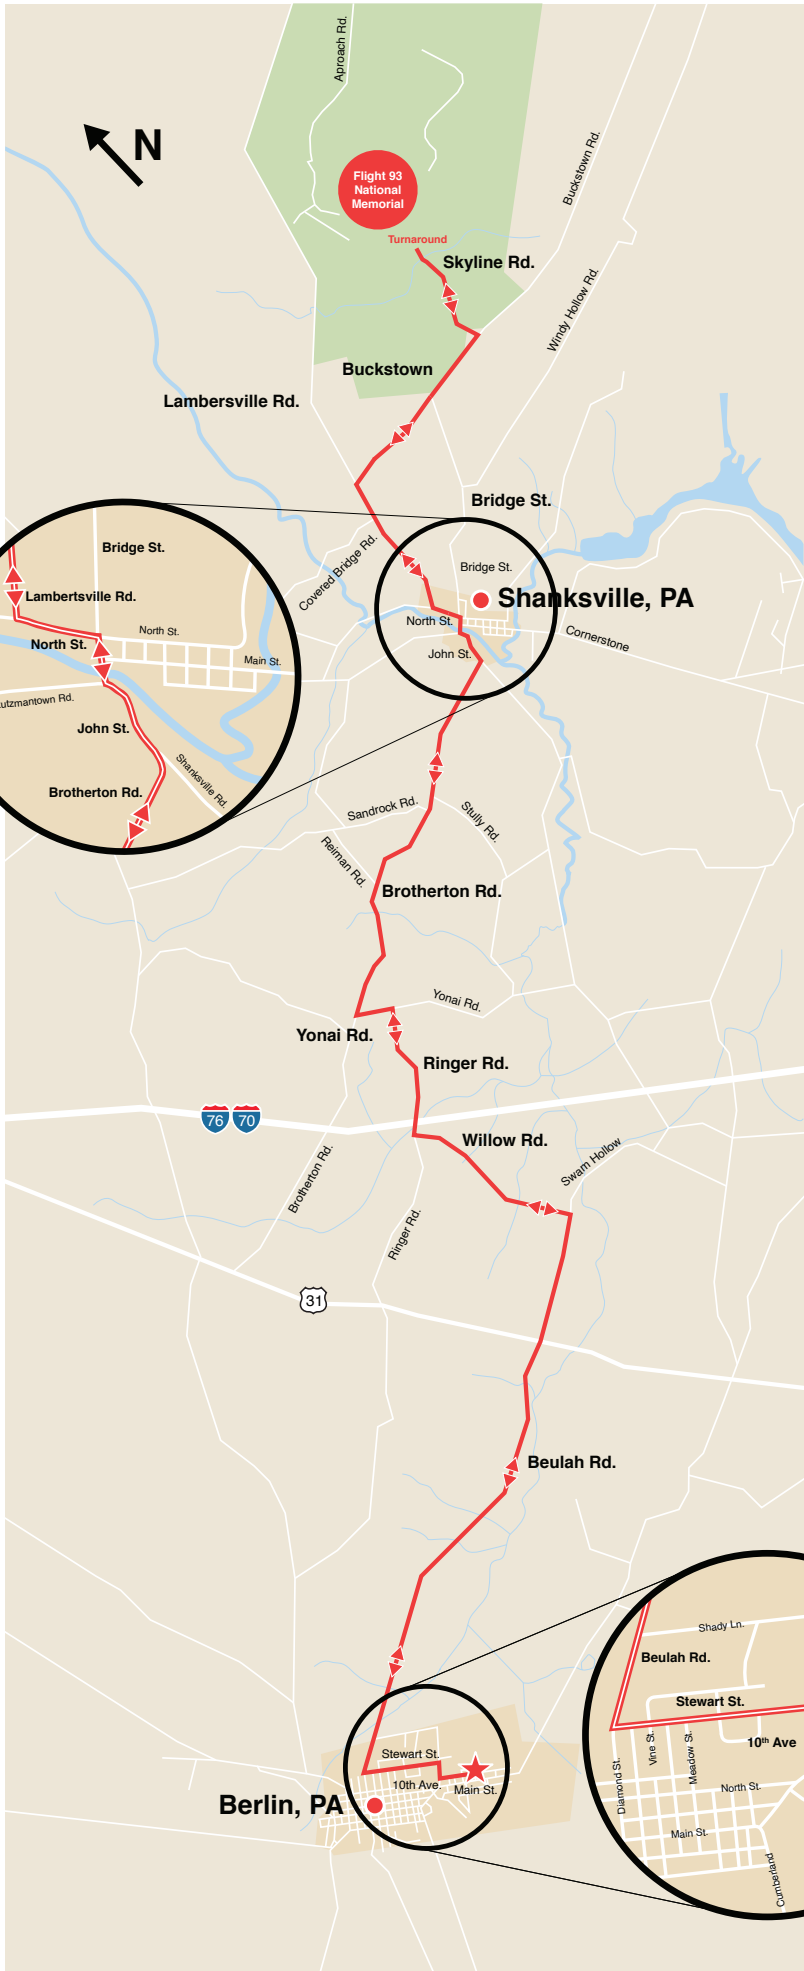 Aproach Rd.
N
Buckstown Rd.
Flight 93
National
Memorial
Turnaround
Skyline Rd.
Windy Hollow Rd.
Buckstown
Lambersville Rd.
Bridge St.
Covered Bridge Rd.
Bridge St.
Shanksville, PA
North St.
Cornerstone
John St.
Bridge St.
Lambertsville Rd.
North St.
North St.
Main St.
utzmantown Rd.
John St.
Shanksville Rd.
Brotherton Rd.
Sandrock Rd.
Stully Rd.
Reiman Rd.
Brotherton Rd.
Yonai Rd.
Yonai Rd.
Ringer Rd.
76
70
Willow Rd.
Swam Hollow
Brotherton Rd.
Ringer Rd.
31
Beulah Rd.
Shady Ln.
Beulah Rd.
Stewart St.
Vine St.
Meadow St.
10th Ave
Diamond St.
North St.
Main St.
Cumberland
Stewart St.
10th Ave.
Main St.
Berlin, PA